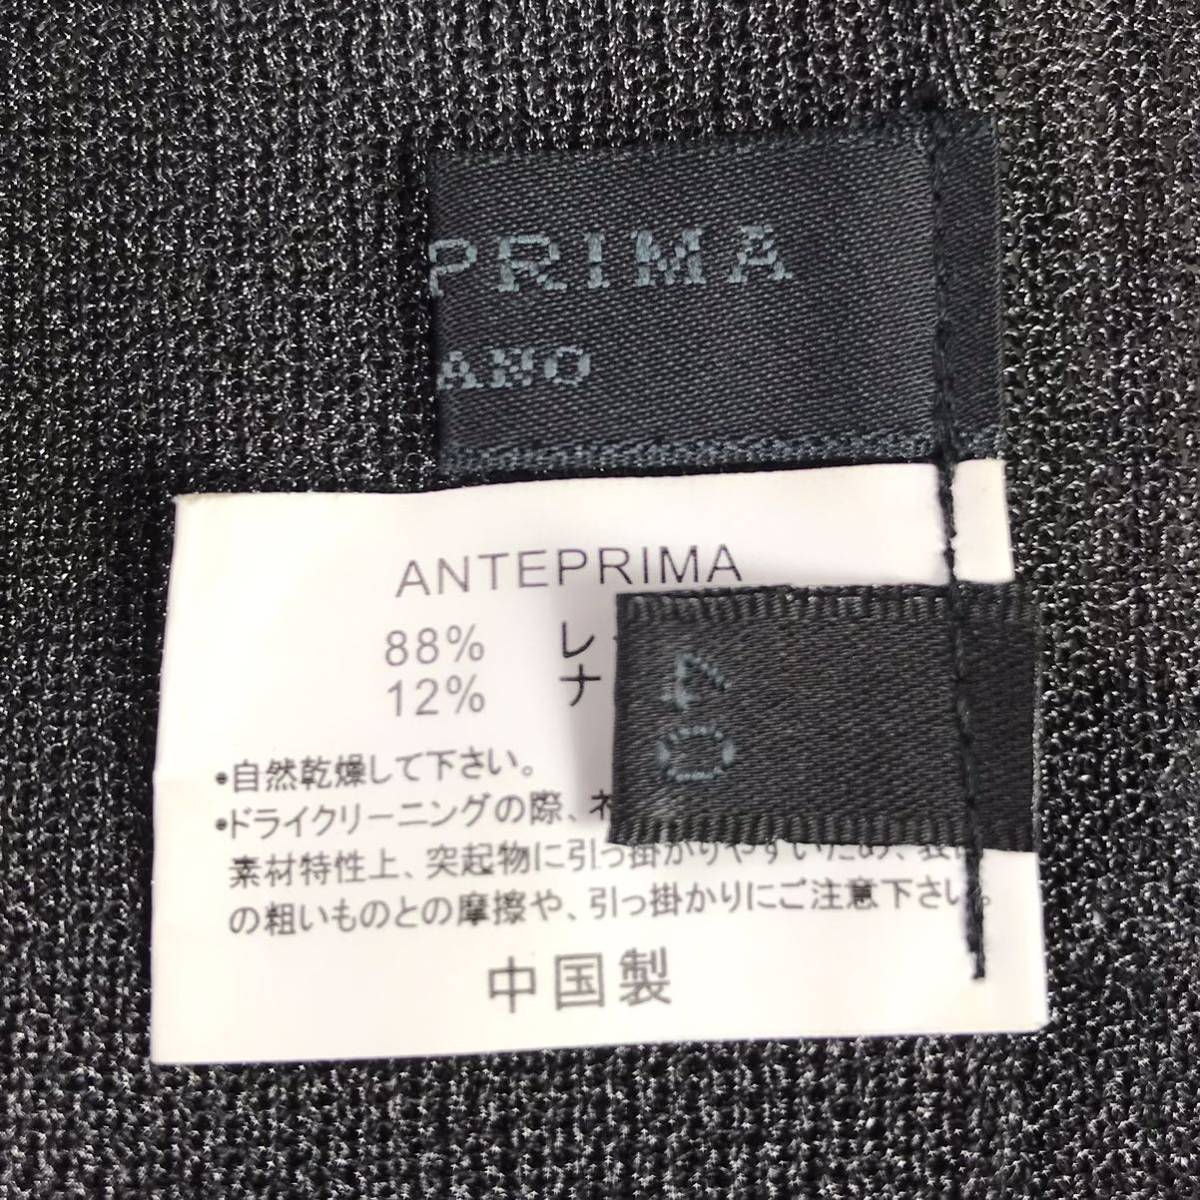 PRIMA
ANO
ANTEPRIMA
88% レ
12% ナ
40
•自然乾燥して下さい。
•ドライクリーニングの際、ネ
素材特性上、突起物に引っ掛かりやすいため、表
の粗いものとの摩擦や、引っ掛かりにご注意下さい。
中国製